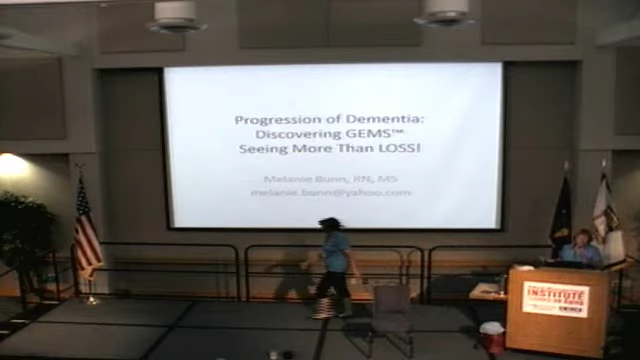 Progression of Dementia:
Discovering GEMS™
Seeing More Than LOSS!
Melanie Bunn, RN, MS
melanie.bunn@yahoo.com
INSTITUTE